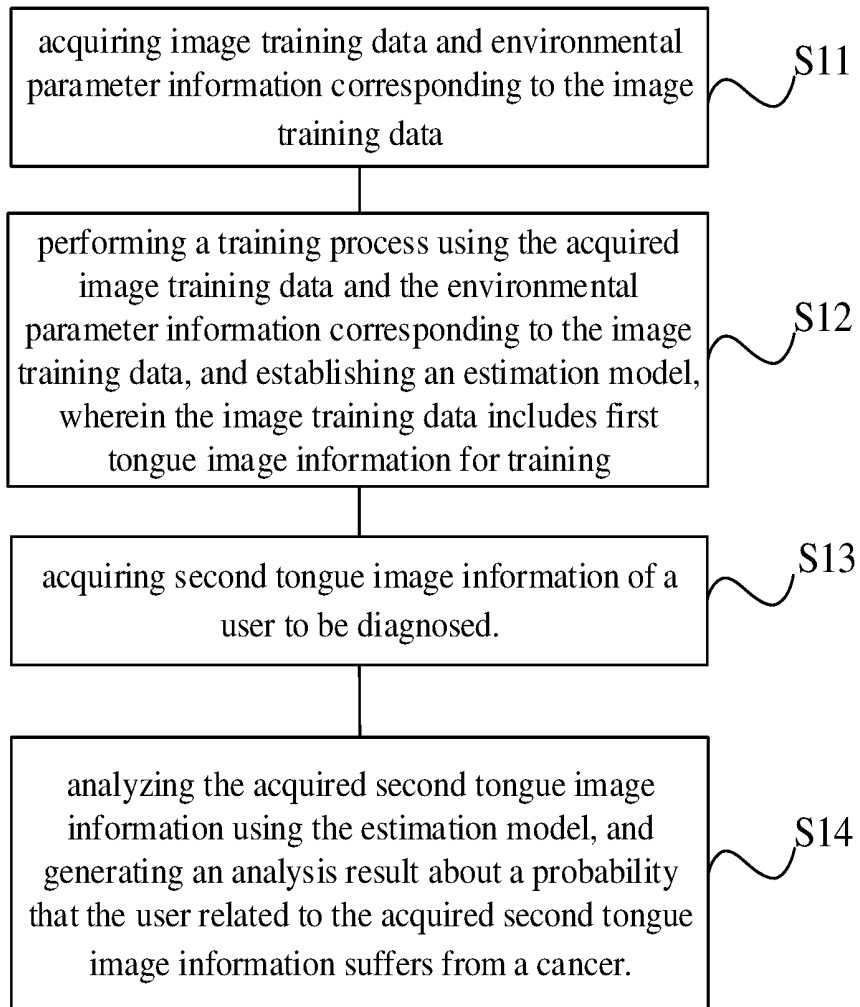 acquiring image training data and environmental
parameter information corresponding to the image
training data
S11
performing a training process using the acquired
image training data and the environmental
parameter information corresponding to the image
training data, and establishing an estimation model,
wherein the image training data includes first
tongue image information for training
S12
acquiring second tongue image information of a
user to be diagnosed.
S13
analyzing the acquired second tongue image
information using the estimation model, and
generating an analysis result about a probability
that the user related to the acquired second tongue
image information suffers from a cancer.
S14